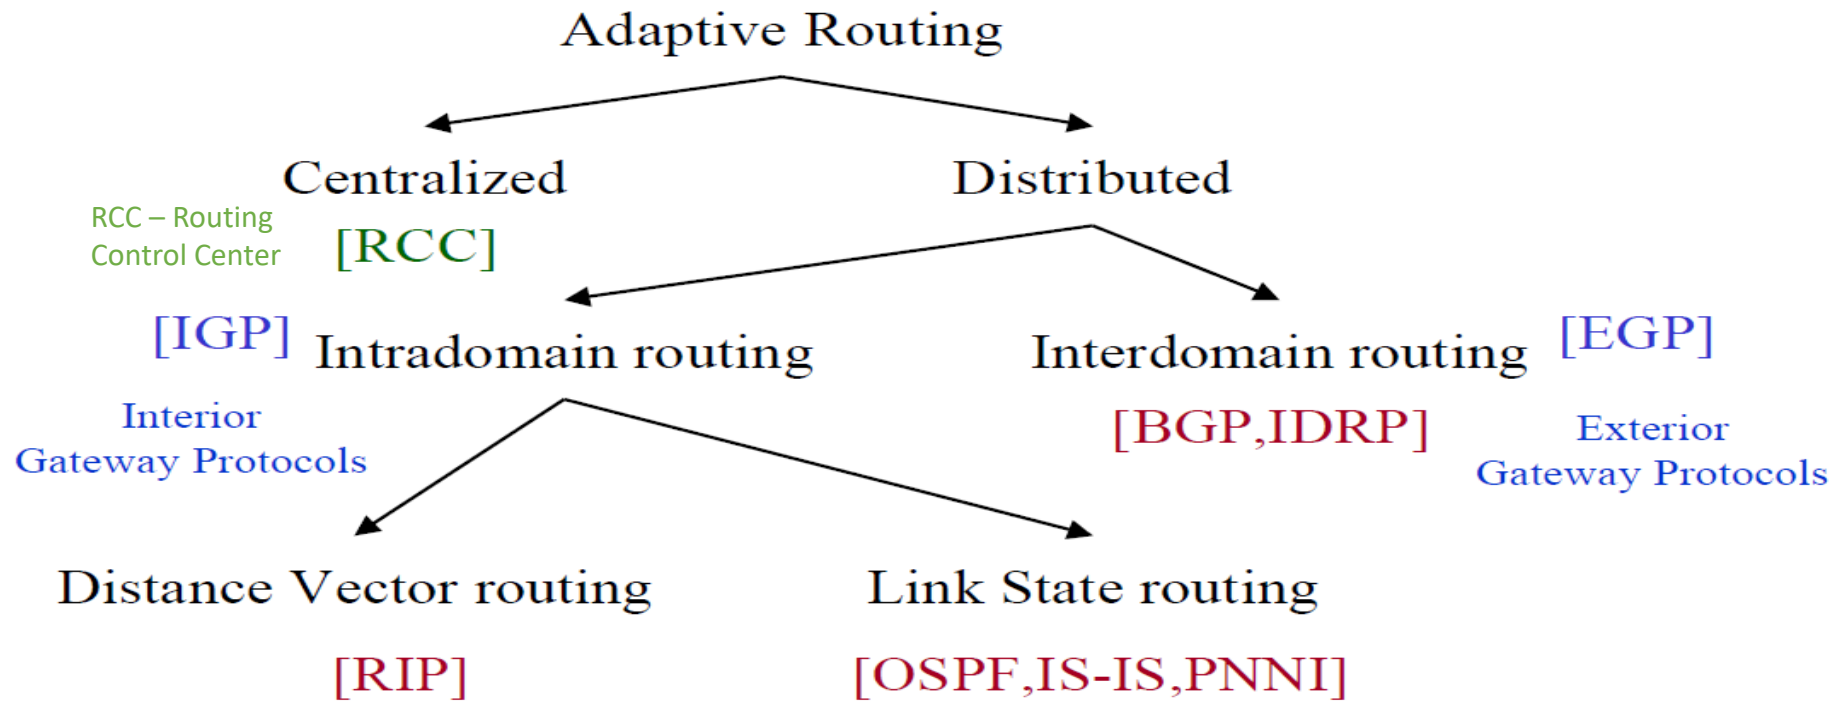 Adaptive Routing
Centralized
Distributed
RCC – Routing
Control Center
[RCC]
[IGP]
Intradomain routing
Interdomain routing
[EGP]
Interior
Gateway Protocols
[BGP,IDRP]
Exterior
Gateway Protocols
Distance Vector routing
Link State routing
[RIP]
[OSPF,IS-IS,PNNI]